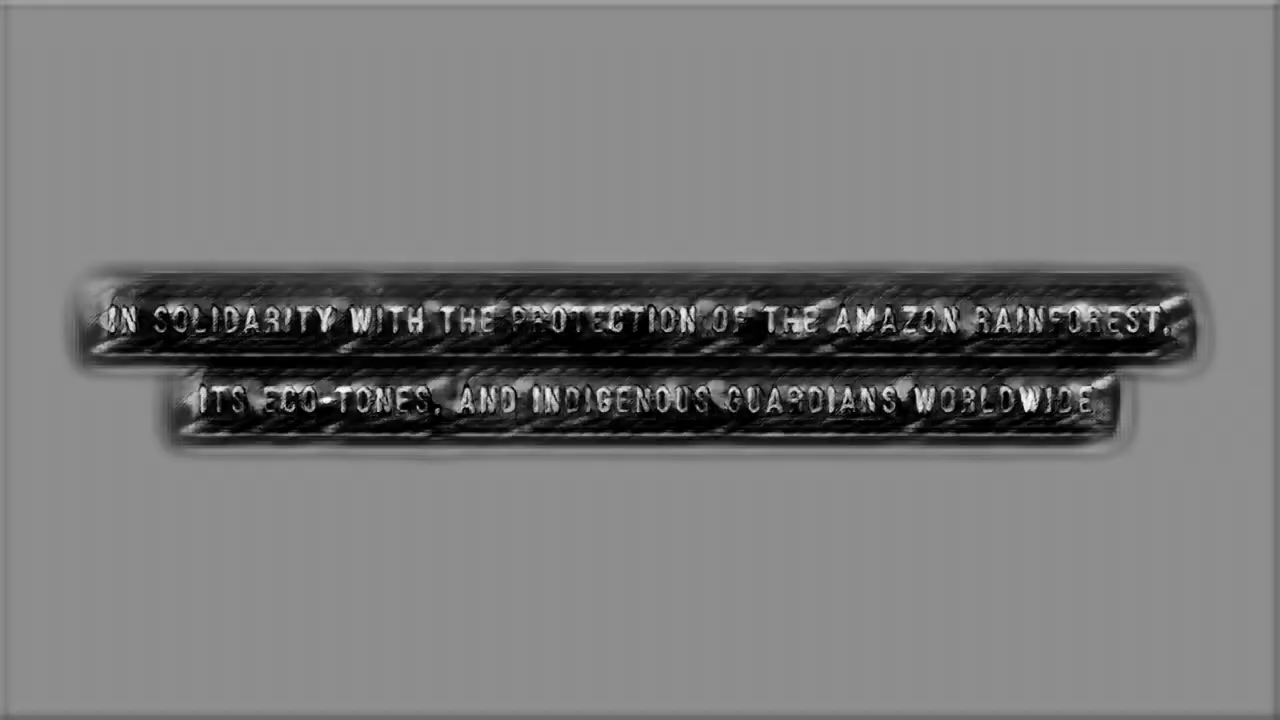 IN SOLIDARITY WITH THE PROTECTION OF THE AMAZON RAINFOREST,
ITS ECO-TONES, AND INDIGENOUS GUARDIANS WORLDWIDE